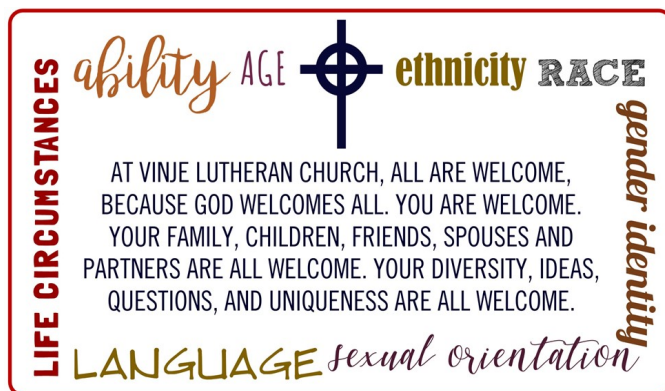 ability AGE ethnicity RACE
LIFE CIRCUMSTANCES
gender identity
AT VINJE LUTHERAN CHURCH, ALL ARE WELCOME,
BECAUSE GOD WELCOMES ALL. YOU ARE WELCOME.
YOUR FAMILY, CHILDREN, FRIENDS, SPOUSES AND
PARTNERS ARE ALL WELCOME. YOUR DIVERSITY, IDEAS,
QUESTIONS, AND UNIQUENESS ARE ALL WELCOME.
LANGUAGE sexual orientation